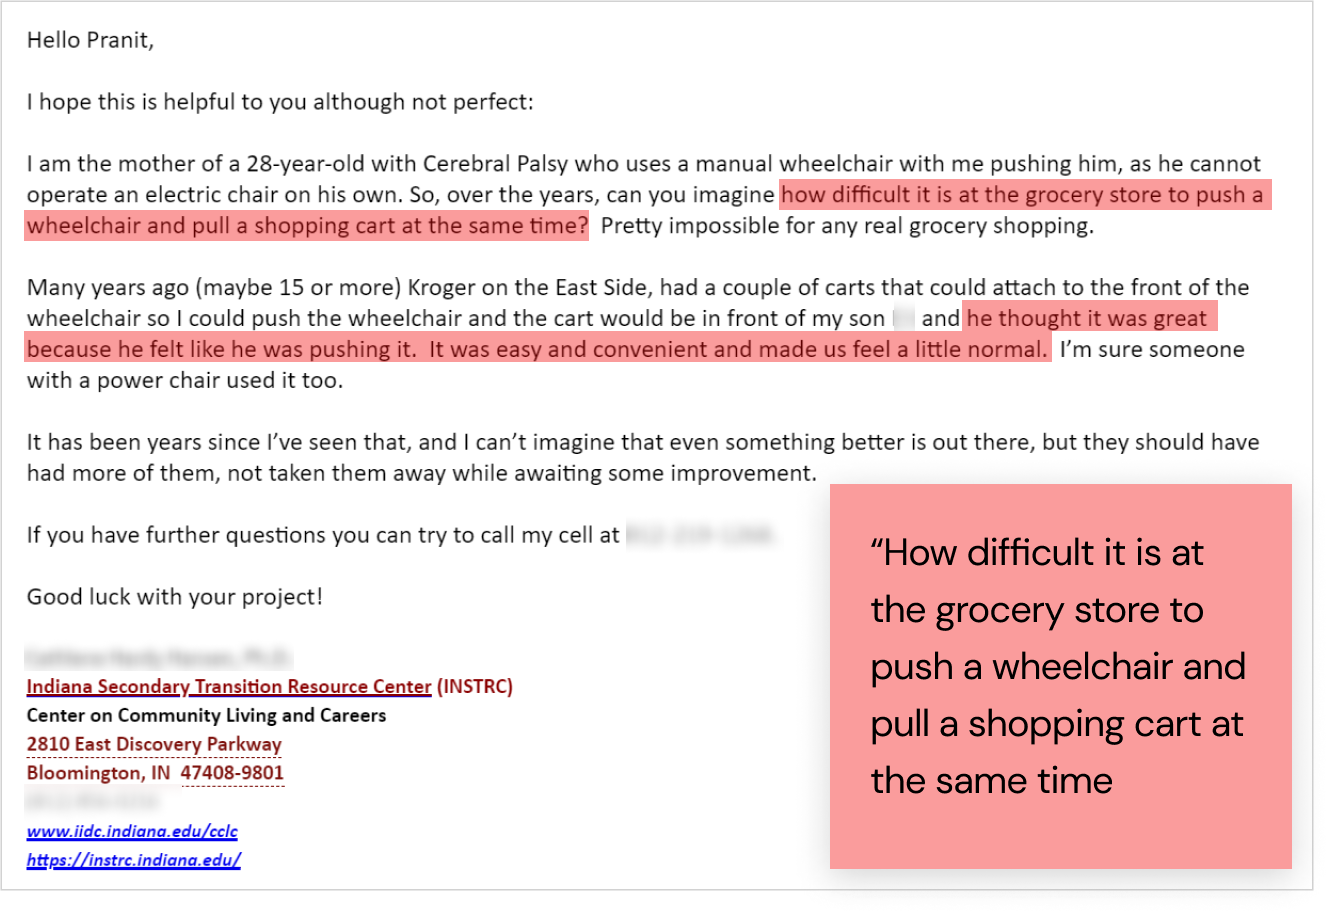 Hello Pranit,
I hope this is helpful to you although not perfect:
I am the mother of a 28-year-old with Cerebral Palsy who uses a manual wheelchair with me pushing him, as he cannot
operate an electric chair on his own. So, over the years, can you imagine how difficult it is at the grocery store to push a
wheelchair and pull a shopping cart at the same time?  Pretty impossible for any real grocery shopping.
Many years ago (maybe 15 or more) Kroger on the East Side, had a couple of carts that could attach to the front of the
wheelchair so I could push the wheelchair and the cart would be in front of my son and he thought it was great
because he felt like he was pushing it.  It was easy and convenient and made us feel a little normal.  I’m sure someone
with a power chair used it too.
It has been years since I’ve seen that, and I can’t imagine that even something better is out there, but they should have
had more of them, not taken them away while awaiting some improvement.
If you have further questions you can try to call my cell at
Good luck with your project!
Indiana Secondary Transition Resource Center (INSTRC)
Center on Community Living and Careers
2810 East Discovery Parkway
Bloomington, IN  47408-9801
www.iidc.indiana.edu/cclc
https://instrc.indiana.edu/
“How difficult it is at
the grocery store to
push a wheelchair and
pull a shopping cart at
the same time